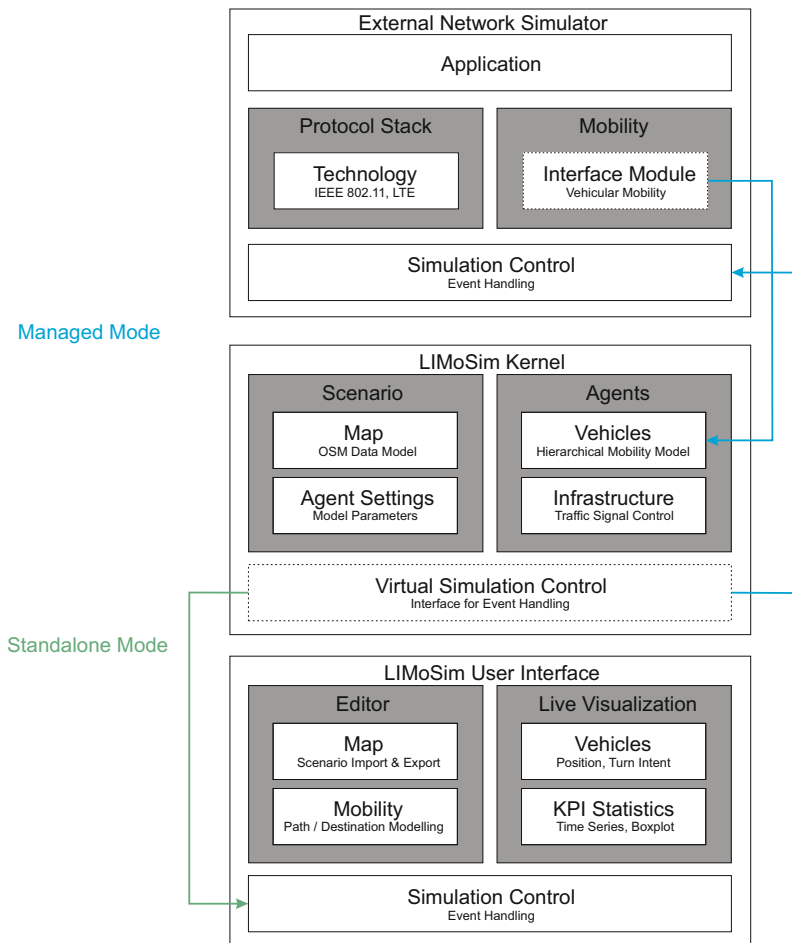 External Network Simulator
Application
Protocol Stack
Technology
IEEE 802.11, LTE
Mobility
Interface Module
Vehicular Mobility
Simulation Control
Event Handling
Managed Mode
LIMoSim Kernel
Scenario
Map
OSM Data Model
Agent Settings
Model Parameters
Agents
Vehicles
Hierarchical Mobility Model
Infrastructure
Traffic Signal Control
Virtual Simulation Control
Interface for Event Handling
Standalone Mode
LIMoSim User Interface
Editor
Map
Scenario Import & Export
Mobility
Path / Destination Modelling
Live Visualization
Vehicles
Position, Turn Intent
KPI Statistics
Time Series, Boxplot
Simulation Control
Event Handling